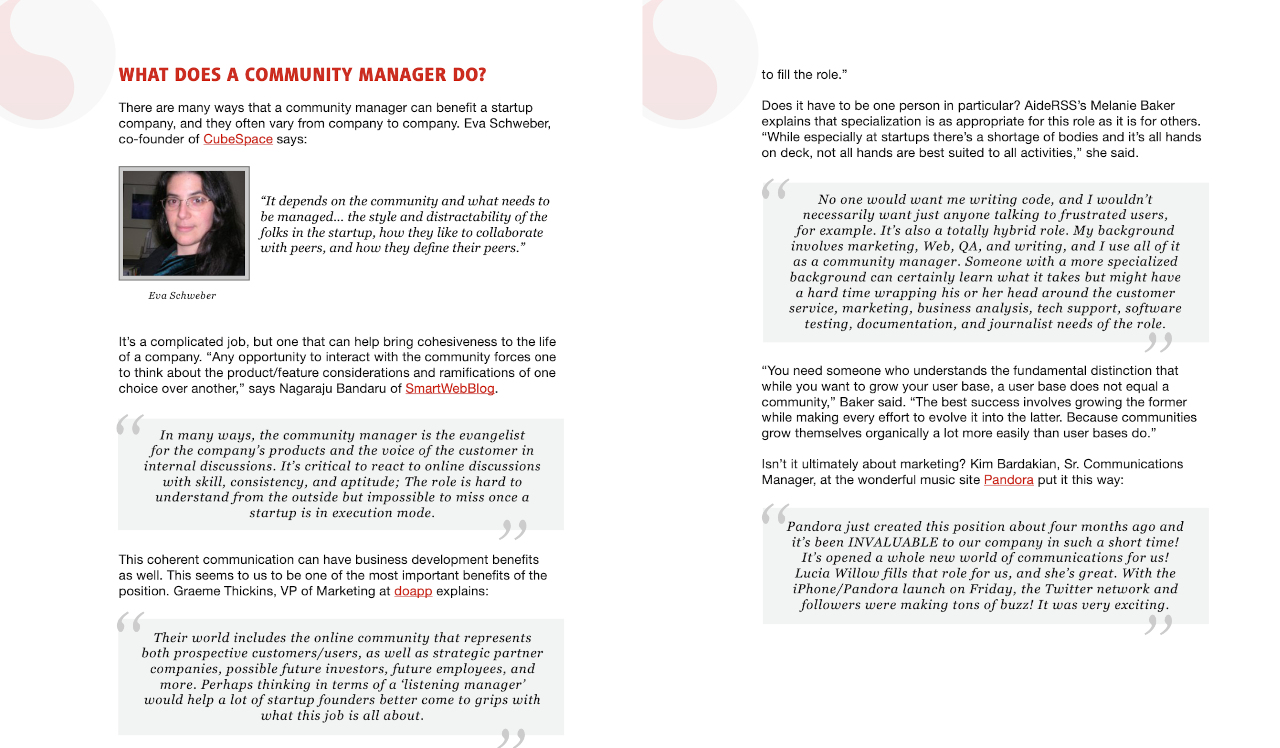 WHAT DOES A COMMUNITY MANAGER DO?
There are many ways that a community manager can benefit a startup
company, and they often vary from company to company. Eva Schweber,
co-founder of CubeSpace says:
“It depends on the community and what needs to
be managed... the style and distractability of the
folks in the startup, how they like to collaborate
with peers, and how they define their peers.”
Eva Schweber
It’s a complicated job, but one that can help bring cohesiveness to the life
of a company. “Any opportunity to interact with the community forces one
to think about the product/feature considerations and ramifications of one
choice over another,” says Nagaraju Bandaru of SmartWebBlog.
“
In many ways, the community manager is the evangelist
for the company’s products and the voice of the customer in
internal discussions. It’s critical to react to online discussions
with skill, consistency, and aptitude; The role is hard to
understand from the outside but impossible to miss once a
startup is in execution mode.
”
This coherent communication can have business development benefits
as well. This seems to us to be one of the most important benefits of the
position. Graeme Thickins, VP of Marketing at doapp explains:
“
Their world includes the online community that represents
both prospective customers/users, as well as strategic partner
companies, possible future investors, future employees, and
more. Perhaps thinking in terms of a ‘listening manager’
would help a lot of startup founders better come to grips with
what this job is all about.
”
to fill the role.”
Does it have to be one person in particular? AideRSS’s Melanie Baker
explains that specialization is as appropriate for this role as it is for others.
“While especially at startups there’s a shortage of bodies and it’s all hands
on deck, not all hands are best suited to all activities,” she said.
“
No one would want me writing code, and I wouldn’t
necessarily want just anyone talking to frustrated users,
for example. It’s also a totally hybrid role. My background
involves marketing, Web, QA, and writing, and I use all of it
as a community manager. Someone with a more specialized
background can certainly learn what it takes but might have
a hard time wrapping his or her head around the customer
service, marketing, business analysis, tech support, software
testing, documentation, and journalist needs of the role.
”
“You need someone who understands the fundamental distinction that
while you want to grow your user base, a user base does not equal a
community,” Baker said. “The best success involves growing the former
while making every effort to evolve it into the latter. Because communities
grow themselves organically a lot more easily than user bases do.”
Isn’t it ultimately about marketing? Kim Bardakian, Sr. Communications
Manager, at the wonderful music site Pandora put it this way:
“
Pandora just created this position about four months ago and
it’s been INVALUABLE to our company in such a short time!
It’s opened a whole new world of communications for us!
Lucia Willow fills that role for us, and she’s great. With the
iPhone/Pandora launch on Friday, the Twitter network and
followers were making tons of buzz! It was very exciting.
”